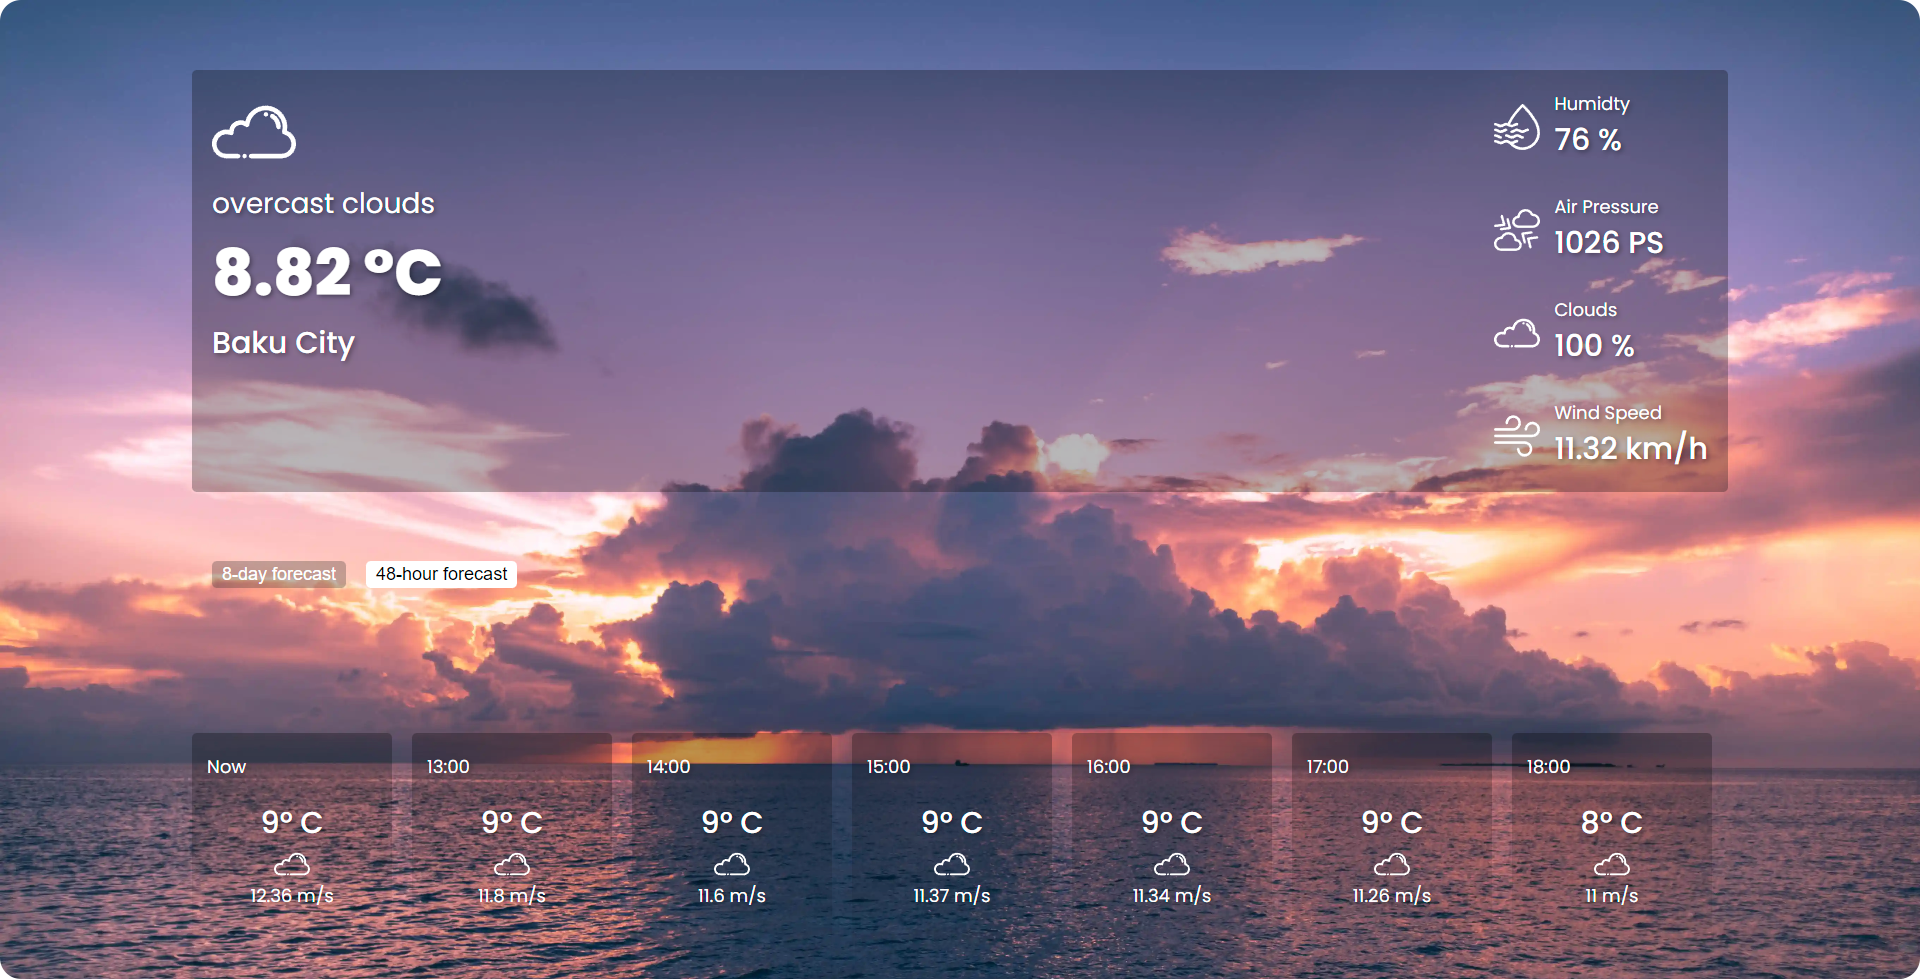 overcast clouds
8.82 °C
Baku City
Humidty
76 %
Air Pressure
1026 PS
Clouds
100 %
Wind Speed
11.32 km/h
8-day forecast
48-hour forecast
Now
9° C
12.36 m/s
13:00
9° C
11.8 m/s
14:00
9° C
11.6 m/s
15:00
9° C
11.37 m/s
16:00
9° C
11.34 m/s
17:00
9° C
11.26 m/s
18:00
8° C
11 m/s